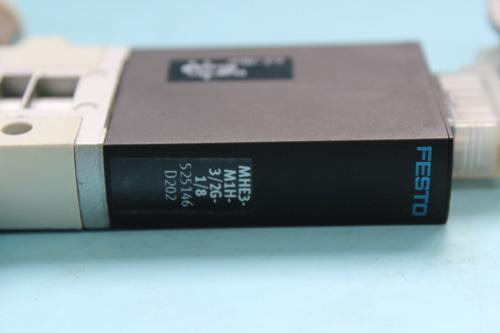 MHE3-
M1H-
3/2G-
1/8
525146
D202
FESTO